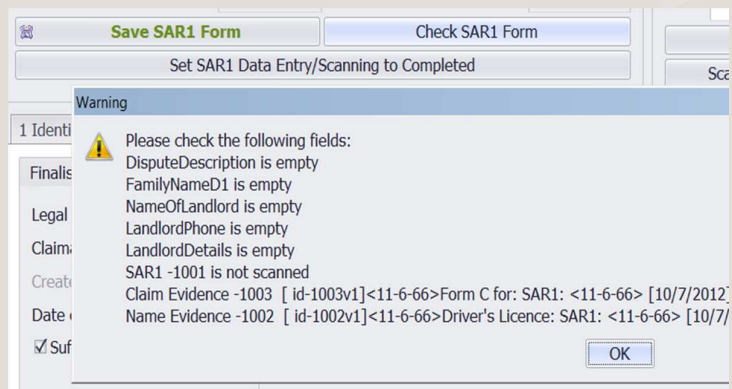 Save SAR1 Form
Check SAR1 Form
Set SAR1 Data Entry/Scanning to Completed
Warning
Please check the following fields:
DisputeDescription is empty
FamilyNameD1 is empty
NameOfLandlord is empty
LandlordPhone is empty
LandlordDetails is empty
SAR1 -1001 is not scanned
Claim Evidence -1003 [ id-1003v1]<11-6-66>Form C for: SAR1: <11-6-66> [10/7/2012]
Name Evidence -1002 [ id-1002v1]<11-6-66>Driver's Licence: SAR1: <11-6-66> [10/7/
OK
1 Identi
Finalis
Legal
Claima
Create
Date
Suf
Sca